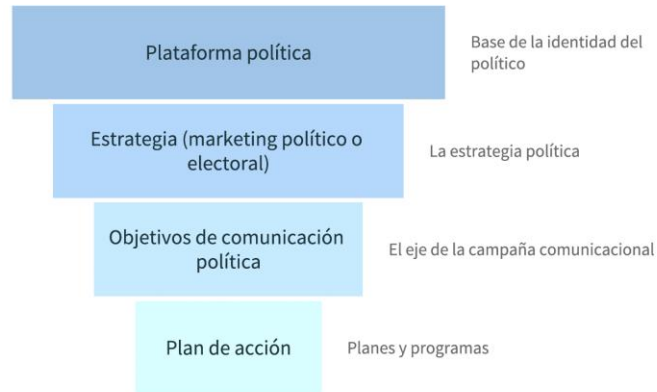 Plataforma política
Base de la identidad del
político
Estrategia (marketing político o
electoral)
La estrategia política
Objetivos de comunicación
política
El eje de la campaña comunicacional
Plan de acción
Planes y programas